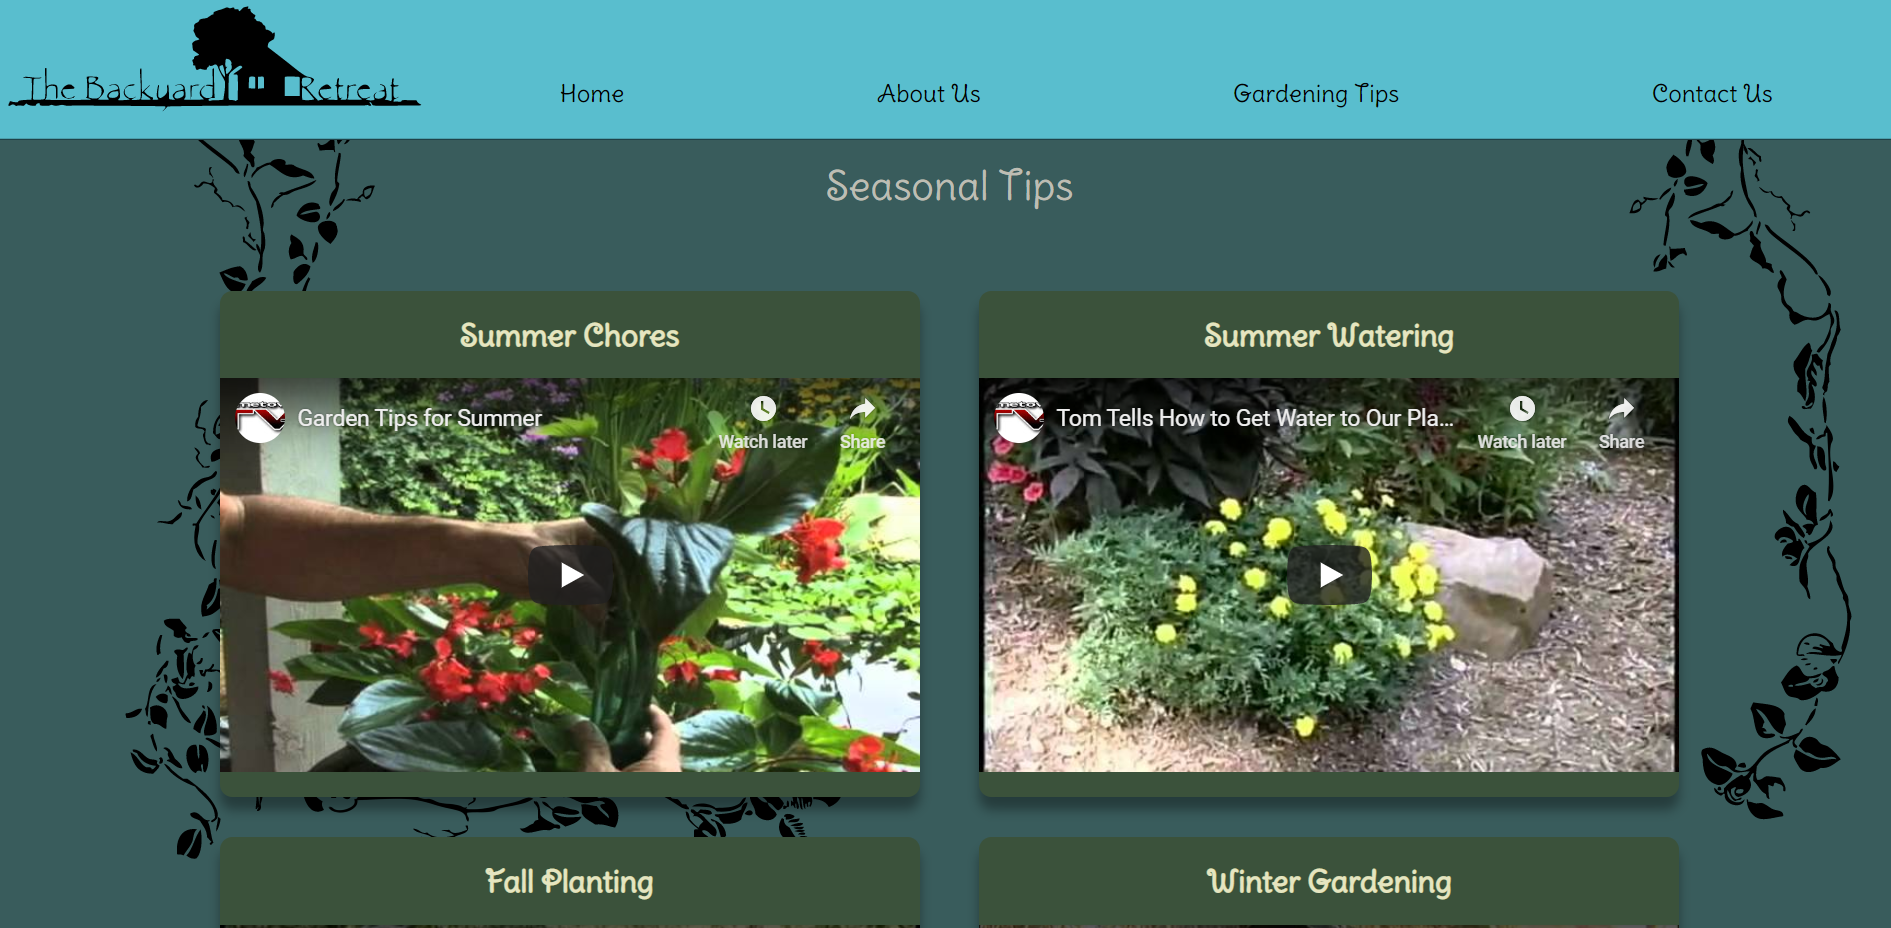 The Backyard Retreat
Home
About Us
Gardening Tips
Contact Us
Seasonal Tips
Summer Chores
Summer Watering
Garden Tips for Summer
Watch later
Share
Tom Tells How to Get Water to Our Pla...
Watch later
Share
Fall Planting
Winter Gardening